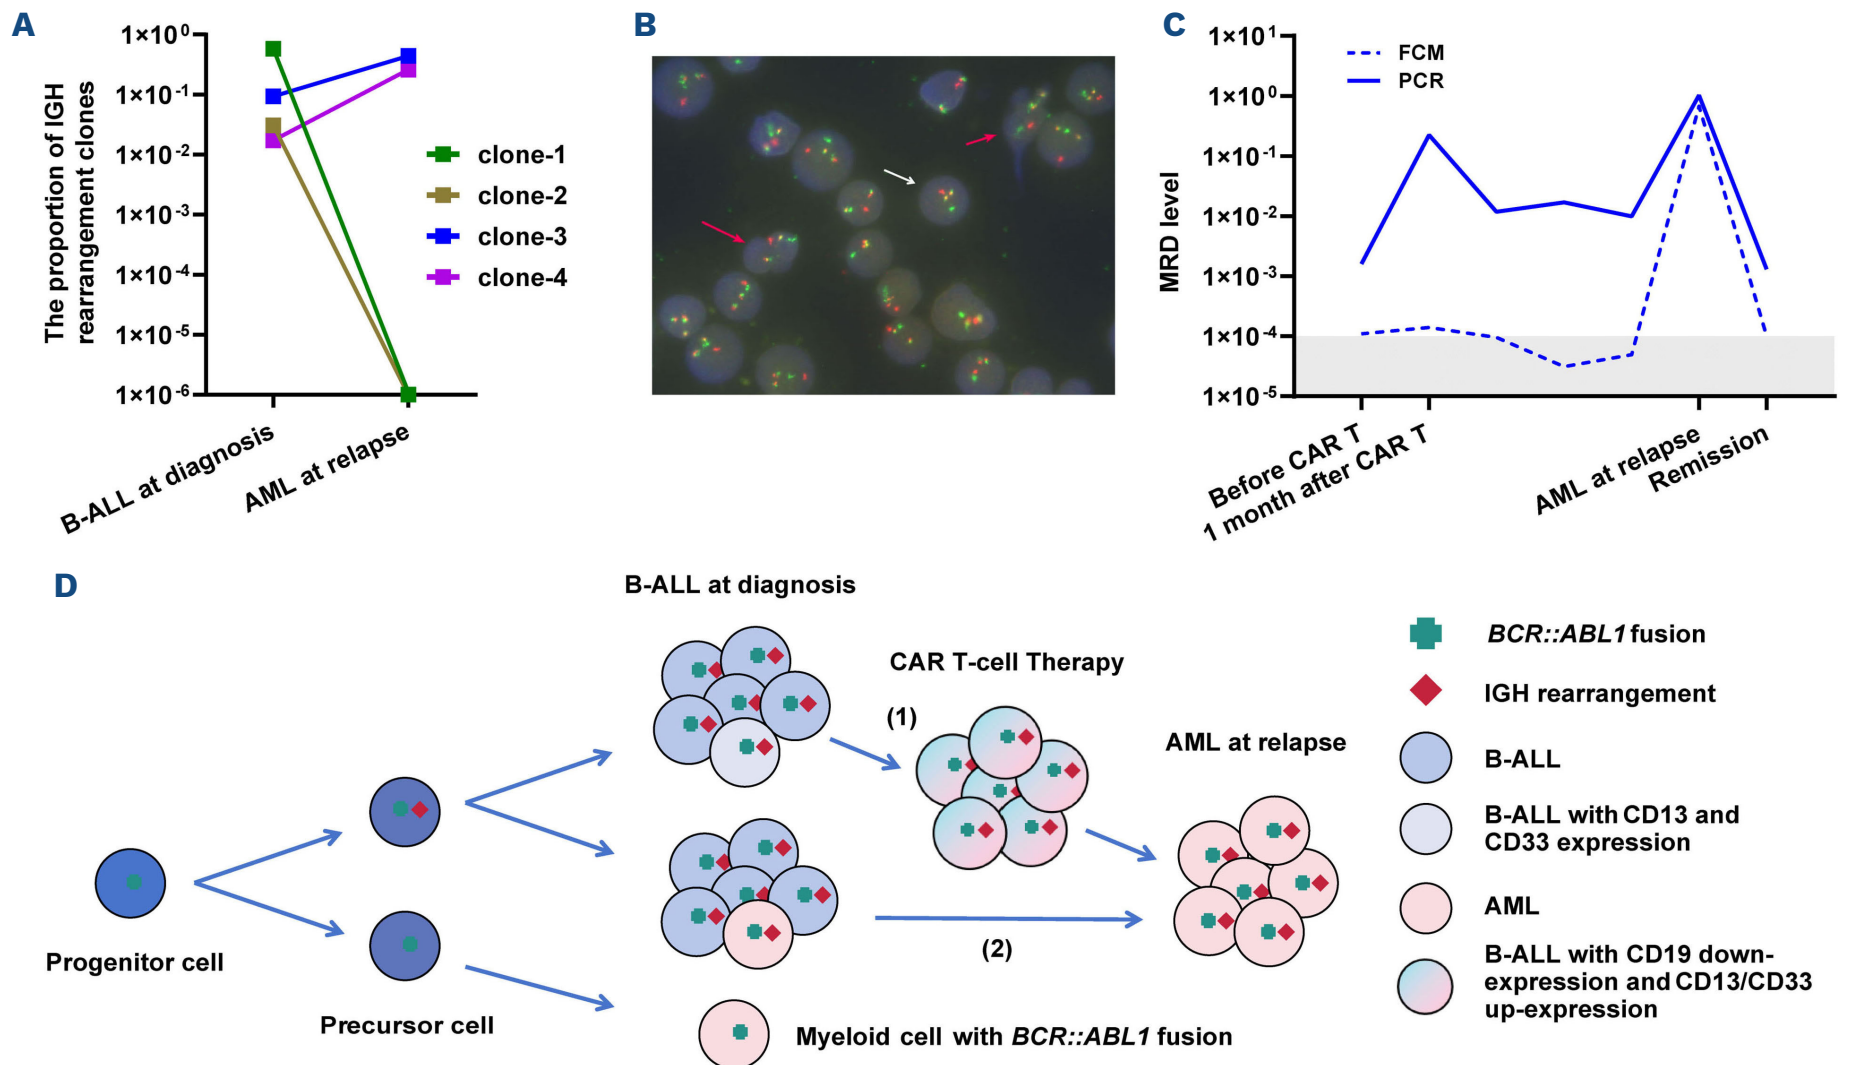 A
1×10⁰
1×10⁻¹
1×10⁻²
1×10⁻³
1×10⁻⁴
1×10⁻⁵
1×10⁻⁶
The proportion of IGH
rearrangement clones
B-ALL at diagnosis
AML at relapse
clone-1
clone-2
clone-3
clone-4
B
C
1×10¹
1×10⁰
1×10⁻¹
1×10⁻²
1×10⁻³
1×10⁻⁴
1×10⁻⁵
MRD level
FCM
PCR
Before CAR T
1 month after CAR T
AML at relapse
Remission
D
B-ALL at diagnosis
CAR T-cell Therapy
(1)
AML at relapse
(2)
Progenitor cell
Precursor cell
Myeloid cell with BCR::ABL1 fusion
BCR::ABL1 fusion
IGH rearrangement
B-ALL
B-ALL with CD13 and
CD33 expression
AML
B-ALL with CD19 down-
expression and CD13/CD33
up-expression